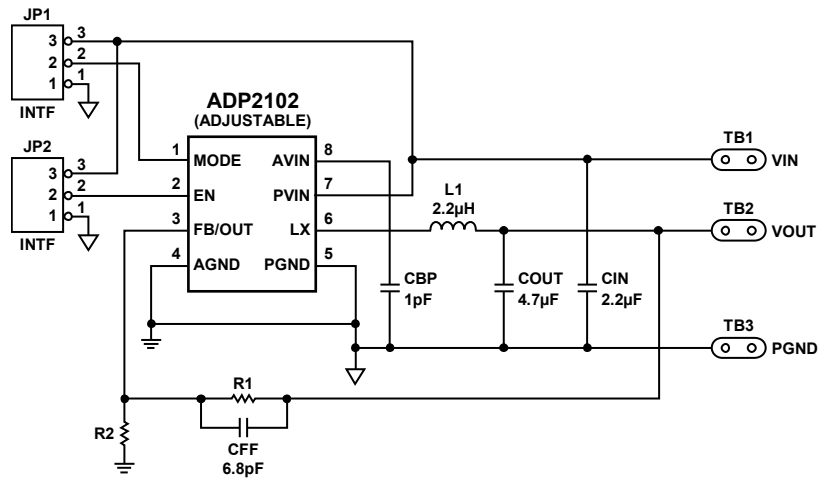 JP1
3 3
2 2
1 1
INTF
JP2
3 3
2 2
1 1
INTF
ADP2102
(ADJUSTABLE)
1 MODE AVIN 8
2 EN PVIN 7
3 FB/OUT LX 6
4 AGND PGND 5
L1
2.2µH
CBP
1pF
COUT
4.7µF
CIN
2.2µF
TB1
VIN
TB2
VOUT
TB3
PGND
R1
R2
CFF
6.8pF